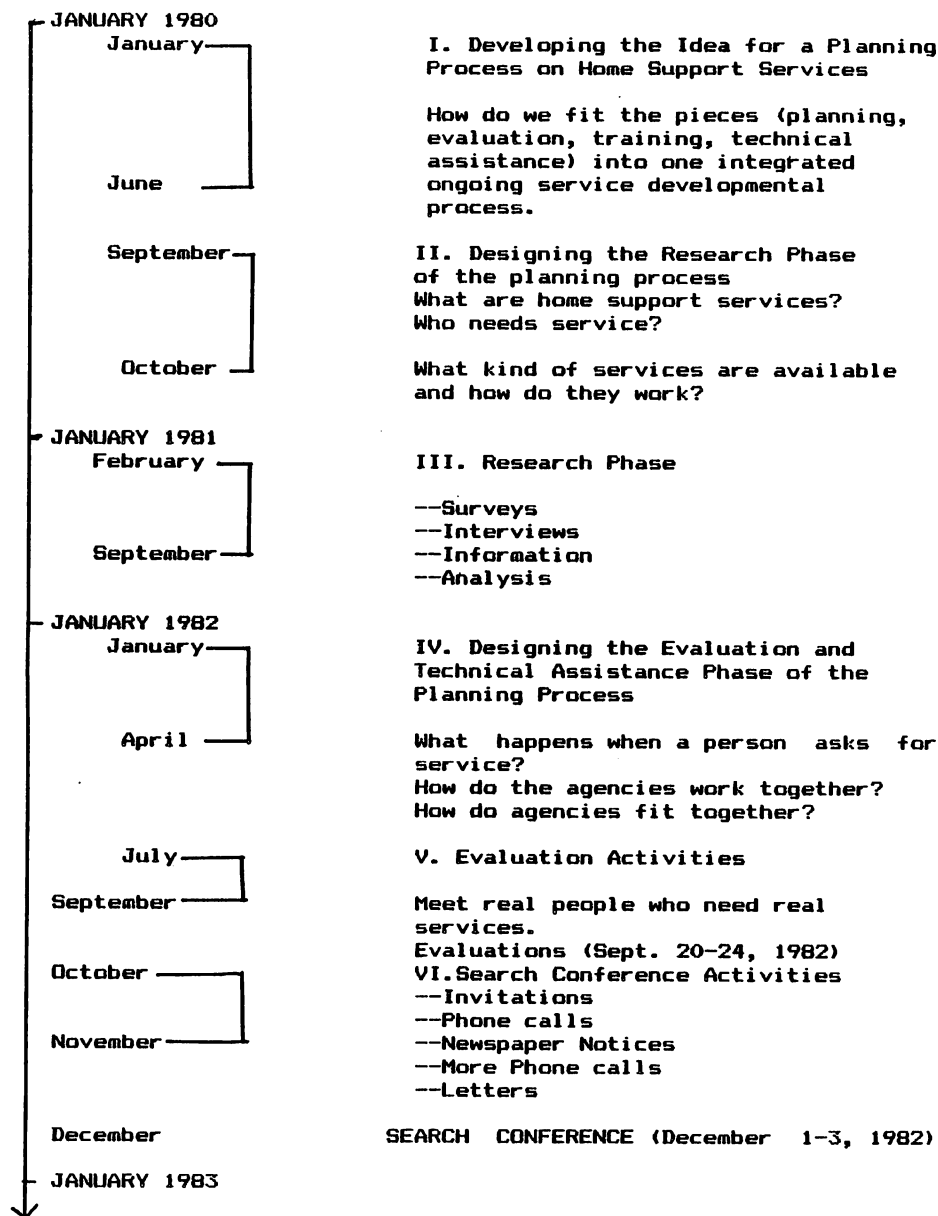 JANUARY 1980
January
I. Developing the Idea for a Planning
Process on Home Support Services
How do we fit the pieces (planning,
evaluation, training, technical
assistance) into one integrated
June
ongoing service developmental
process.
September
II. Designing the Research Phase
of the planning process
What are home support services?
Who needs service?
October
What kind of services are available
and how do they work?
JANUARY 1981
February
III. Research Phase
--Surveys
--Interviews
September
--Information
--Analysis
JANUARY 1982
January
IV. Designing the Evaluation and
Technical Assistance Phase of the
Planning Process
April
What happens when a person asks for
service?
How do the agencies work together?
How do agencies fit together?
July
V. Evaluation Activities
September
Meet real people who need real
services.
Evaluations (Sept. 20-24, 1982)
October
VI.Search Conference Activities
--Invitations
--Phone calls
November
--Newspaper Notices
--More Phone calls
--Letters
December
SEARCH CONFERENCE (December 1-3, 1982)
JANUARY 1983